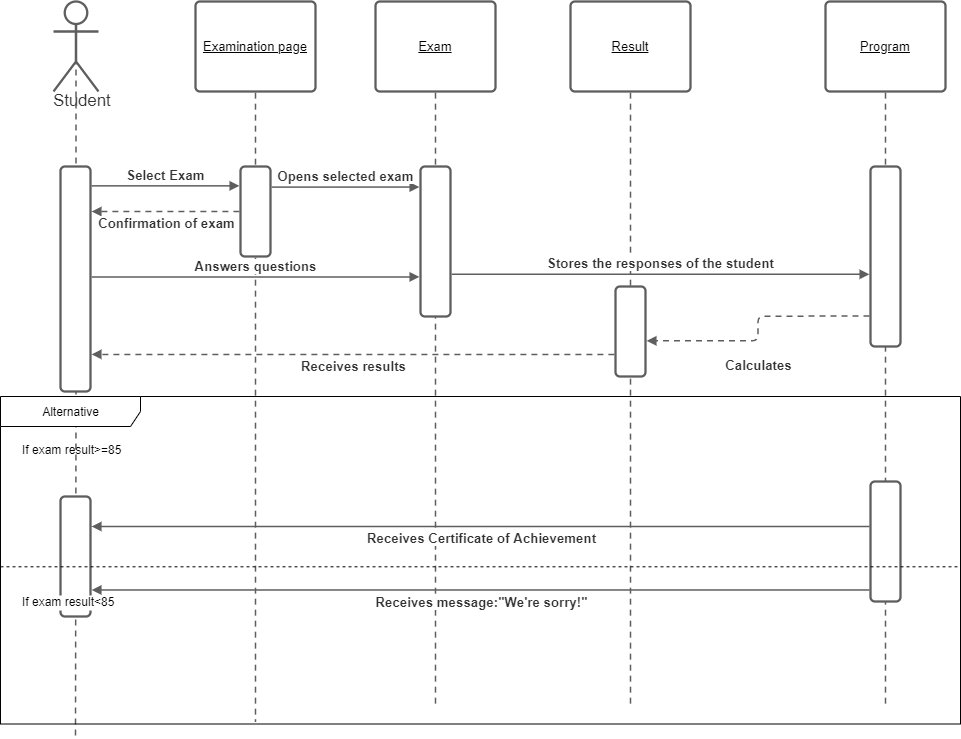 Student
Examination page
Exam
Result
Program
Select Exam
Opens selected exam
Confirmation of exam
Answers questions
Stores the responses of the student
Receives results
Calculates
Alternative
If exam result>=85
Receives Certificate of Achievement
If exam result<85
Receives message:"We're sorry!"